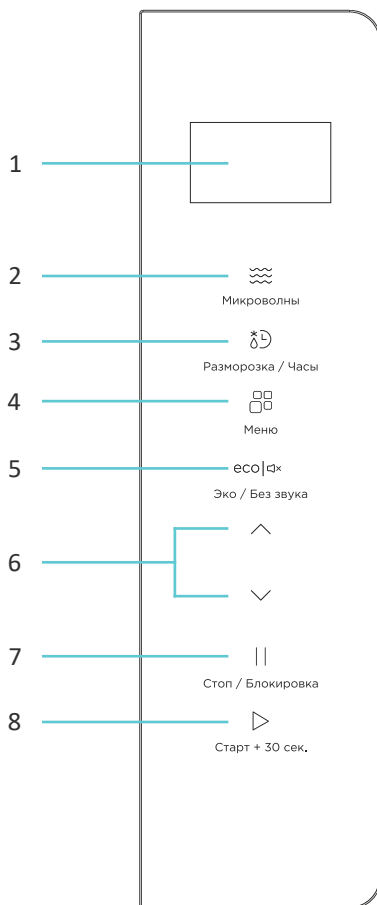 1
2
Микроволны
3
Разморозка / Часы
4
Меню
5
eco
Эко / Без звука
6
7
Стоп / Блокировка
8
Старт + 30 сек.